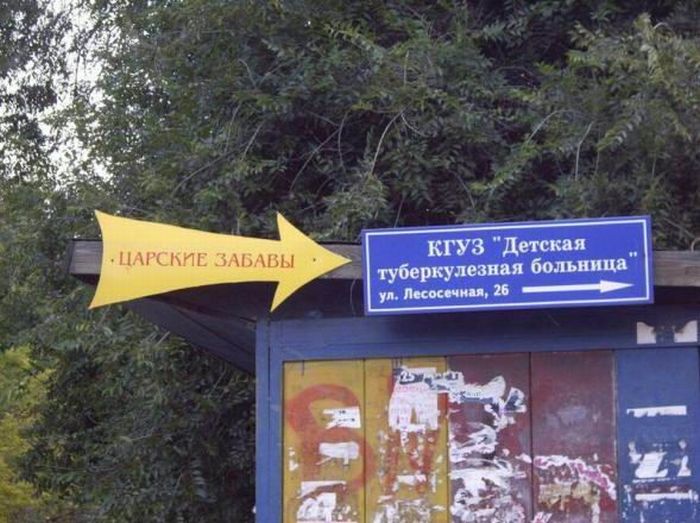 ЦАРСКИЕ ЗАБАВЫ
КГУЗ "Детская
туберкулезная больница"
ул. Лесосечная, 26